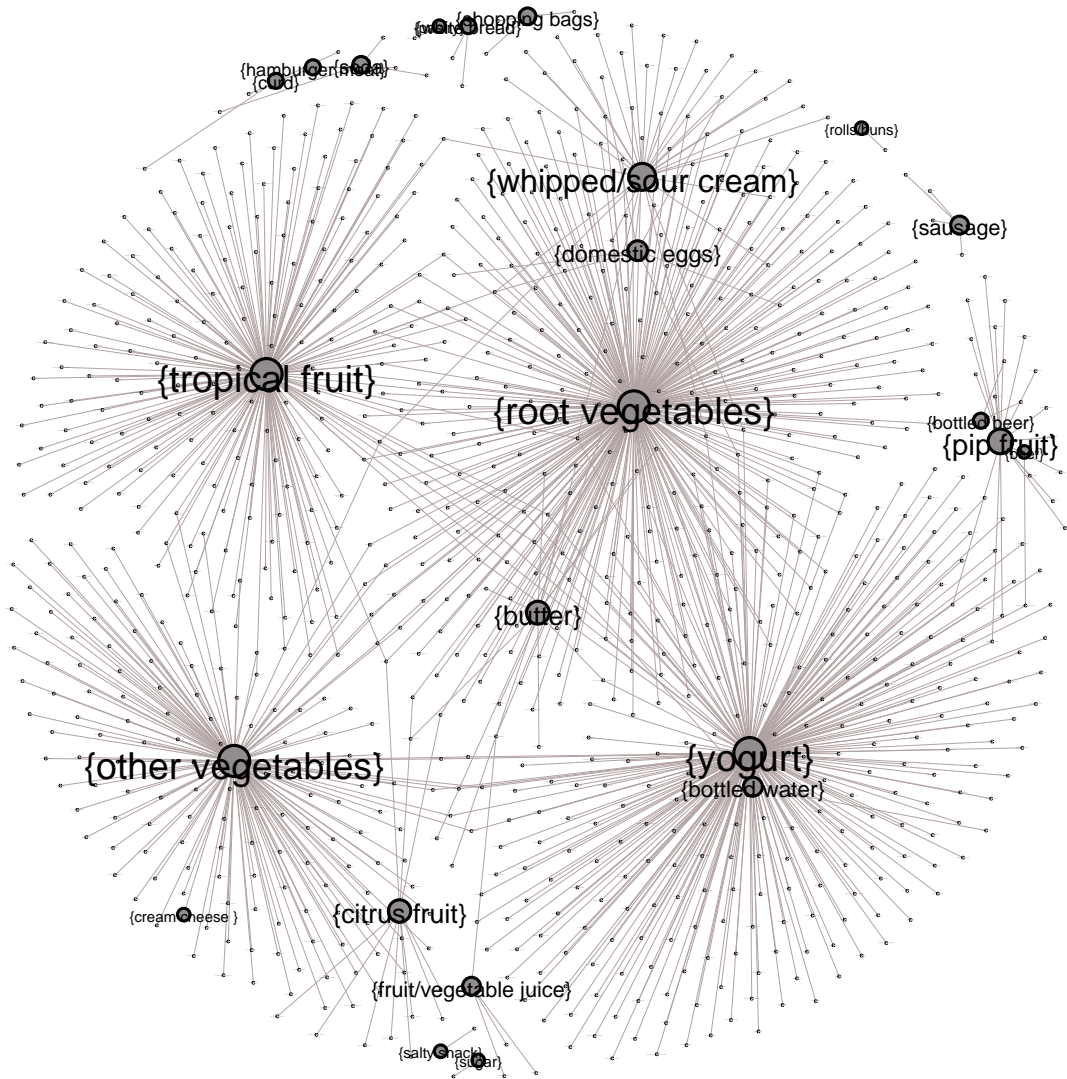 {shopping bags}
{hamburger meat}
{soda}
{curd}
{rolls/buns}
{whipped/sour cream}
{sausage}
{domestic eggs}
{tropical fruit}
{root vegetables}
{bottled beer}
{pip fruit}
{butter}
{other vegetables}
{yogurt}
{bottled water}
{cream cheese }
{citrus fruit}
{fruit/vegetable juice}
{salty snack}
{sugar}